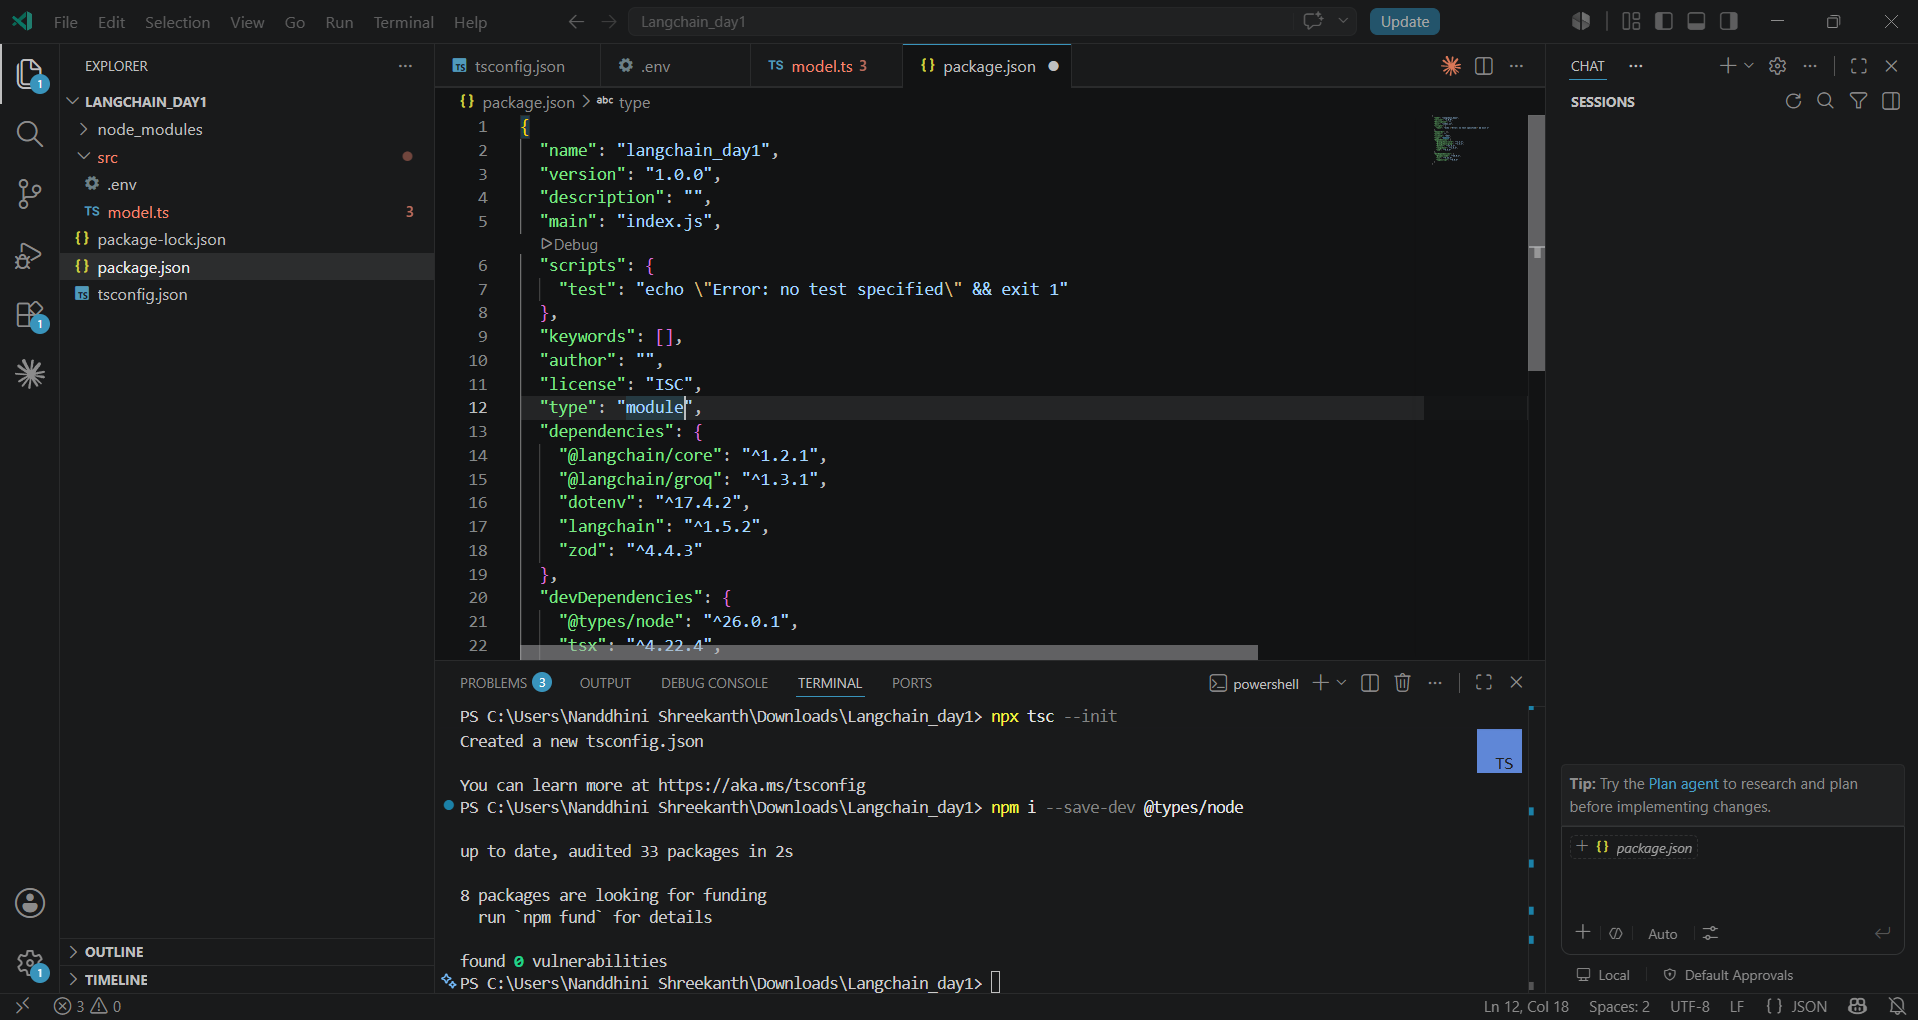 File Edit Selection View Go Run Terminal Help
Langchain_day1
Update
EXPLORER
LANGCHAIN_DAY1
node_modules
src
.env
TS model.ts 3
{} package-lock.json
{} package.json
TS tsconfig.json
OUTLINE
TIMELINE
1
1
1
TS tsconfig.json
.env
TS model.ts 3
{} package.json
{} package.json > abc type
1 {
2 "name": "langchain_day1",
3 "version": "1.0.0",
4 "description": "",
5 "main": "index.js",
Debug
6 "scripts": {
7 "test": "echo \"Error: no test specified\" && exit 1"
8 },
9 "keywords": [],
10 "author": "",
11 "license": "ISC",
12 "type": "module",
13 "dependencies": {
14 "@langchain/core": "^1.2.1",
15 "@langchain/groq": "^1.3.1",
16 "dotenv": "^17.4.2",
17 "langchain": "^1.5.2",
18 "zod": "^4.4.3"
19 },
20 "devDependencies": {
21 "@types/node": "^26.0.1",
22 "tsx": "^4.22.4",
PROBLEMS 3 OUTPUT DEBUG CONSOLE TERMINAL PORTS
powershell
PS C:\Users\Nanddhini Shreekanth\Downloads\Langchain_day1> npx tsc --init
Created a new tsconfig.json
TS
You can learn more at https://aka.ms/tsconfig
PS C:\Users\Nanddhini Shreekanth\Downloads\Langchain_day1> npm i --save-dev @types/node
up to date, audited 33 packages in 2s
8 packages are looking for funding
run `npm fund` for details
found 0 vulnerabilities
PS C:\Users\Nanddhini Shreekanth\Downloads\Langchain_day1>
CHAT
SESSIONS
Tip: Try the Plan agent to research and plan
before implementing changes.
{} package.json
Auto
Local Default Approvals
3 0
Ln 12, Col 18 Spaces: 2 UTF-8 LF {} JSON